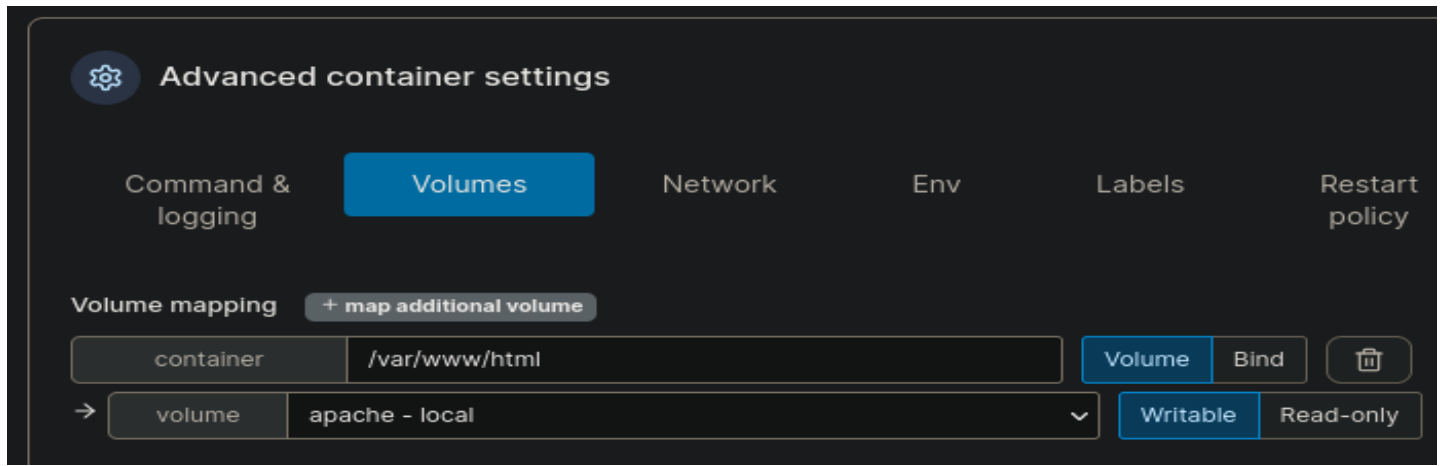 Advanced container settings
Command & logging Volumes Network Env Labels Restart policy
Volume mapping + map additional volume
container /var/www/html Volume Bind
volume apache - local Writable Read-only